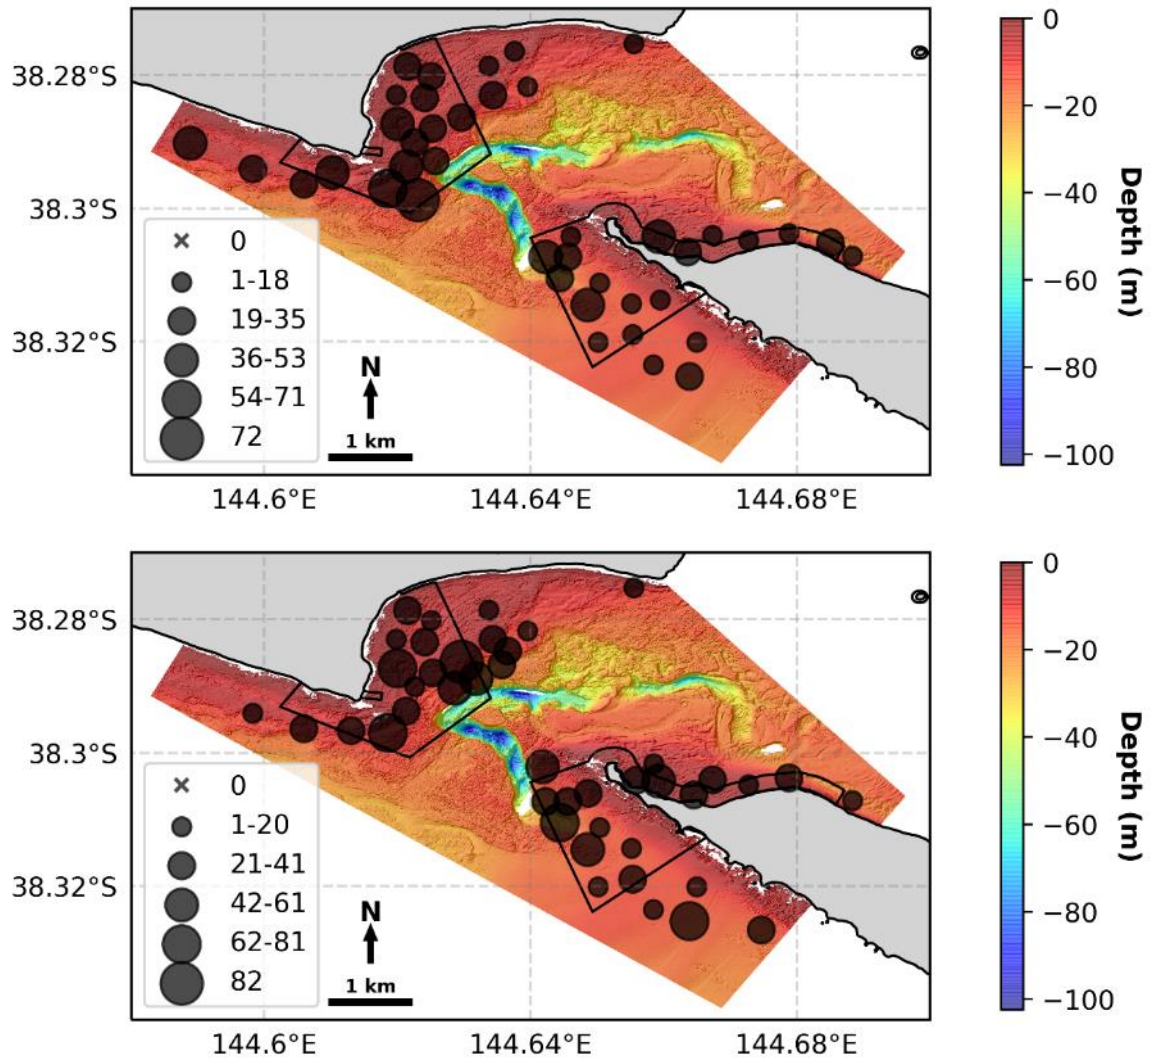 38.28°S
38.3°S
38.32°S
× 0
1-18
19-35
36-53
54-71
72
N
1 km
144.6°E 144.64°E 144.68°E
0
−20
−40
−60
−80
−100
Depth (m)
38.28°S
38.3°S
38.32°S
× 0
1-20
21-41
42-61
62-81
82
N
1 km
144.6°E 144.64°E 144.68°E
0
−20
−40
−60
−80
−100
Depth (m)